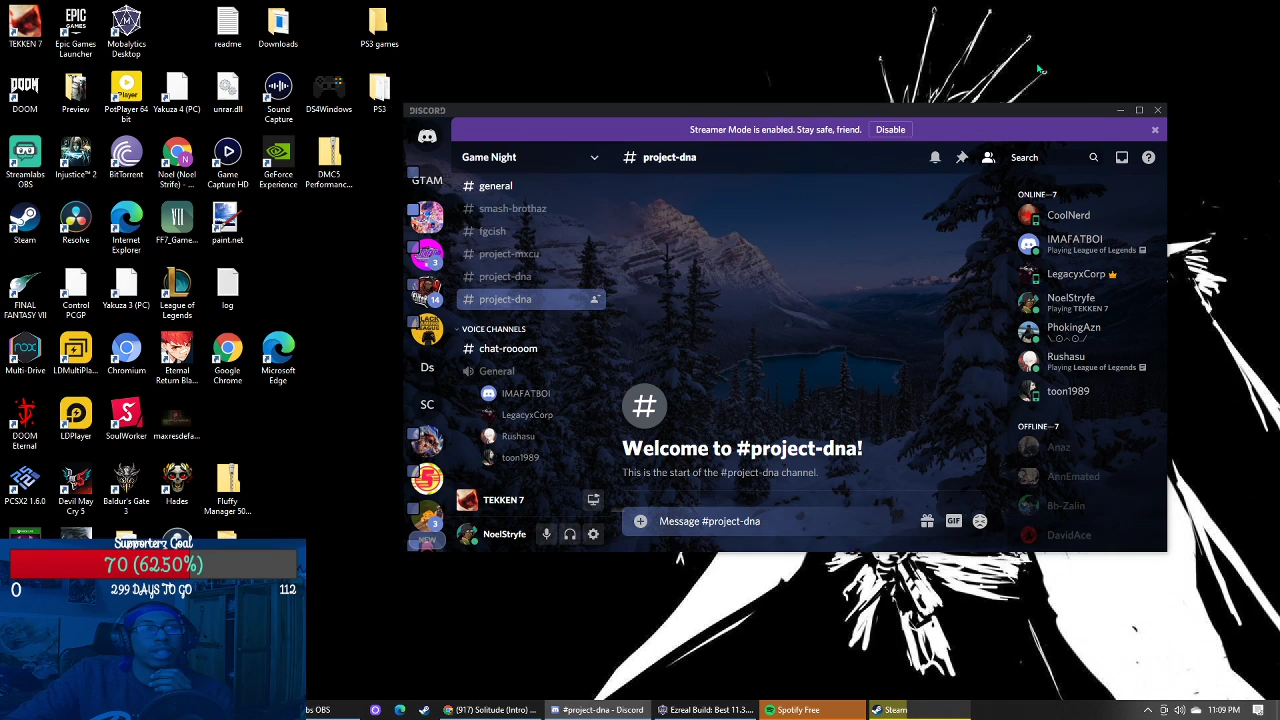 TEKKEN 7
Epic Games
Launcher
Mobalytics
Desktop
readme
Downloads
PS3 games
DOOM
Preview
PotPlayer 64
bit
Yakuza 4 (PC)
unrar.dll
Sound
Capture
DS4Windows
PS3
Streamlabs
OBS
Injustice™ 2
BitTorrent
Noel (Noel
Strife) - ...
Game
Capture HD
GeForce
Experience
DMC5
Performanc...
Steam
Resolve
Internet
Explorer
FF7_Game...
paint.net
FINAL
FANTASY VII
Control
PCGP
Yakuza 3 (PC)
League of
Legends
log
Multi-Drive
LDMultiPla...
Chromium
Eternal
Return Bla...
Google
Chrome
Microsoft
Edge
DOOM
Eternal
LDPlayer
SoulWorker
maxresdefa...
PCSX2 1.6.0
Devil May
Cry 5
Baldur's Gate
3
Hades
Fluffy
Manager 50...
DISCORD
Streamer Mode is enabled. Stay safe, friend.
Disable
Game Night
# project-dna
Search
GTAM
3
14
Ds
SC
3
NEW
# general
# smash-brothaz
# fgcish
# project-mxcu
# project-dna
# project-dna
VOICE CHANNELS
# chat-roooom
General
IMAFATBOI
LegacyxCorp
Rushasu
toon1989
TEKKEN 7
NoelStryfe
#
Welcome to #project-dna!
This is the start of the #project-dna channel.
Message #project-dna
GIF
ONLINE—7
CoolNerd
IMAFATBOI
Playing League of Legends
LegacyxCorp
NoelStryfe
Playing TEKKEN 7
PhokingAzn
Rushasu
Playing League of Legends
toon1989
OFFLINE—7
Anaz
AnnEmated
Bb-Zalin
DavidAce
Supporterz Goal
70 (62.50%)
0
299 DAYS TO GO
112
bs OBS
(917) Solitude (Intro) ...
#project-dna - Discord
Ezreal Build: Best 11.3...
Spotify Free
Steam
11:09 PM